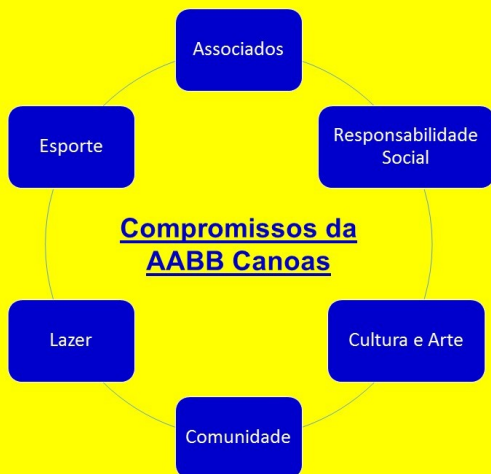 Associados
Esporte
Responsabilidade
Social
Compromissos da
AABB Canoas
Lazer
Cultura e Arte
Comunidade